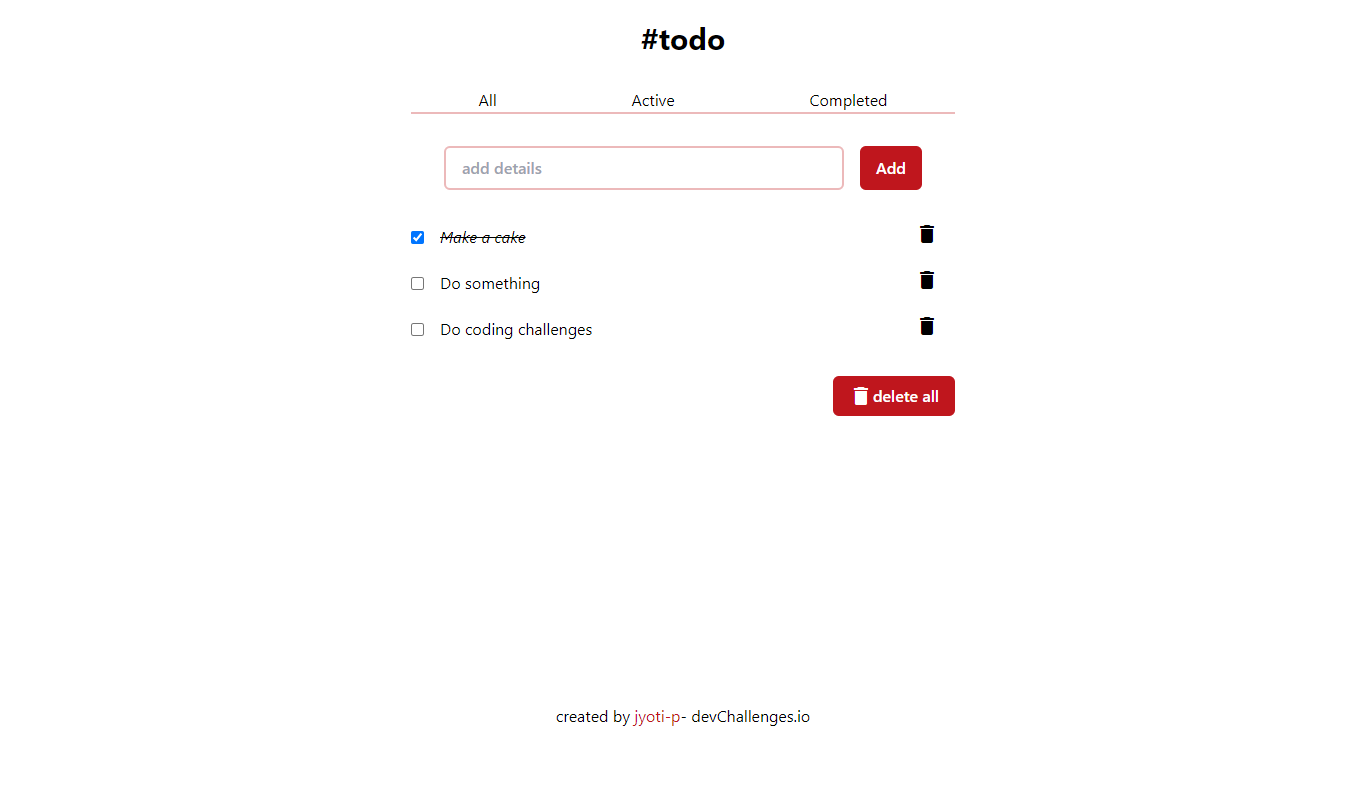 #todo
All Active Completed
add details Add
Make a cake
Do something
Do coding challenges
delete all
created by jyoti-p- devChallenges.io